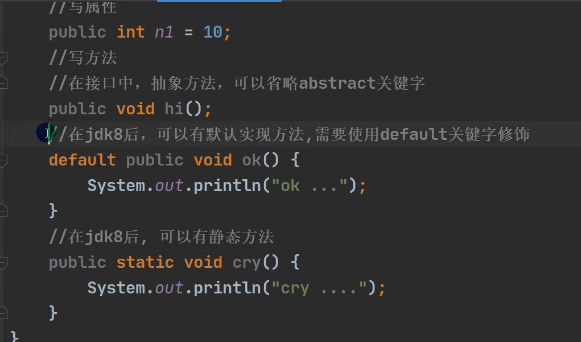 //写属性
public int n1 = 10;
//写方法
//在接口中，抽象方法，可以省略abstract关键字
public void hi();
//在jdk8后，可以有默认实现方法,需要使用default关键字修饰
default public void ok() {
System.out.println("ok ...");
}
//在jdk8后, 可以有静态方法
public static void cry() {
System.out.println("cry ....");
}
}